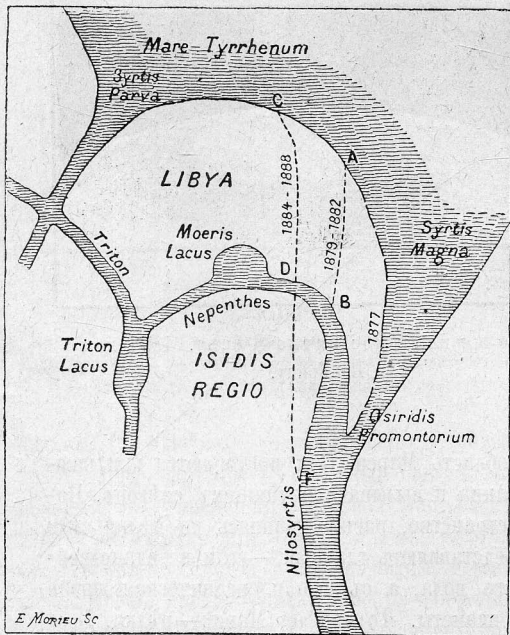 Mare Tyrrhenum
Syrtis
Parva
C
LIBYA
A
1884-1888
1879-1882
Syrtis
Magna
Moeris
Lacus
Triton
D
B
Nepenthes
1877
Triton
Lacus
ISIDIS
REGIO
Osiridis
Promontorium
F
Nilosyrtis
E MORIEU SC